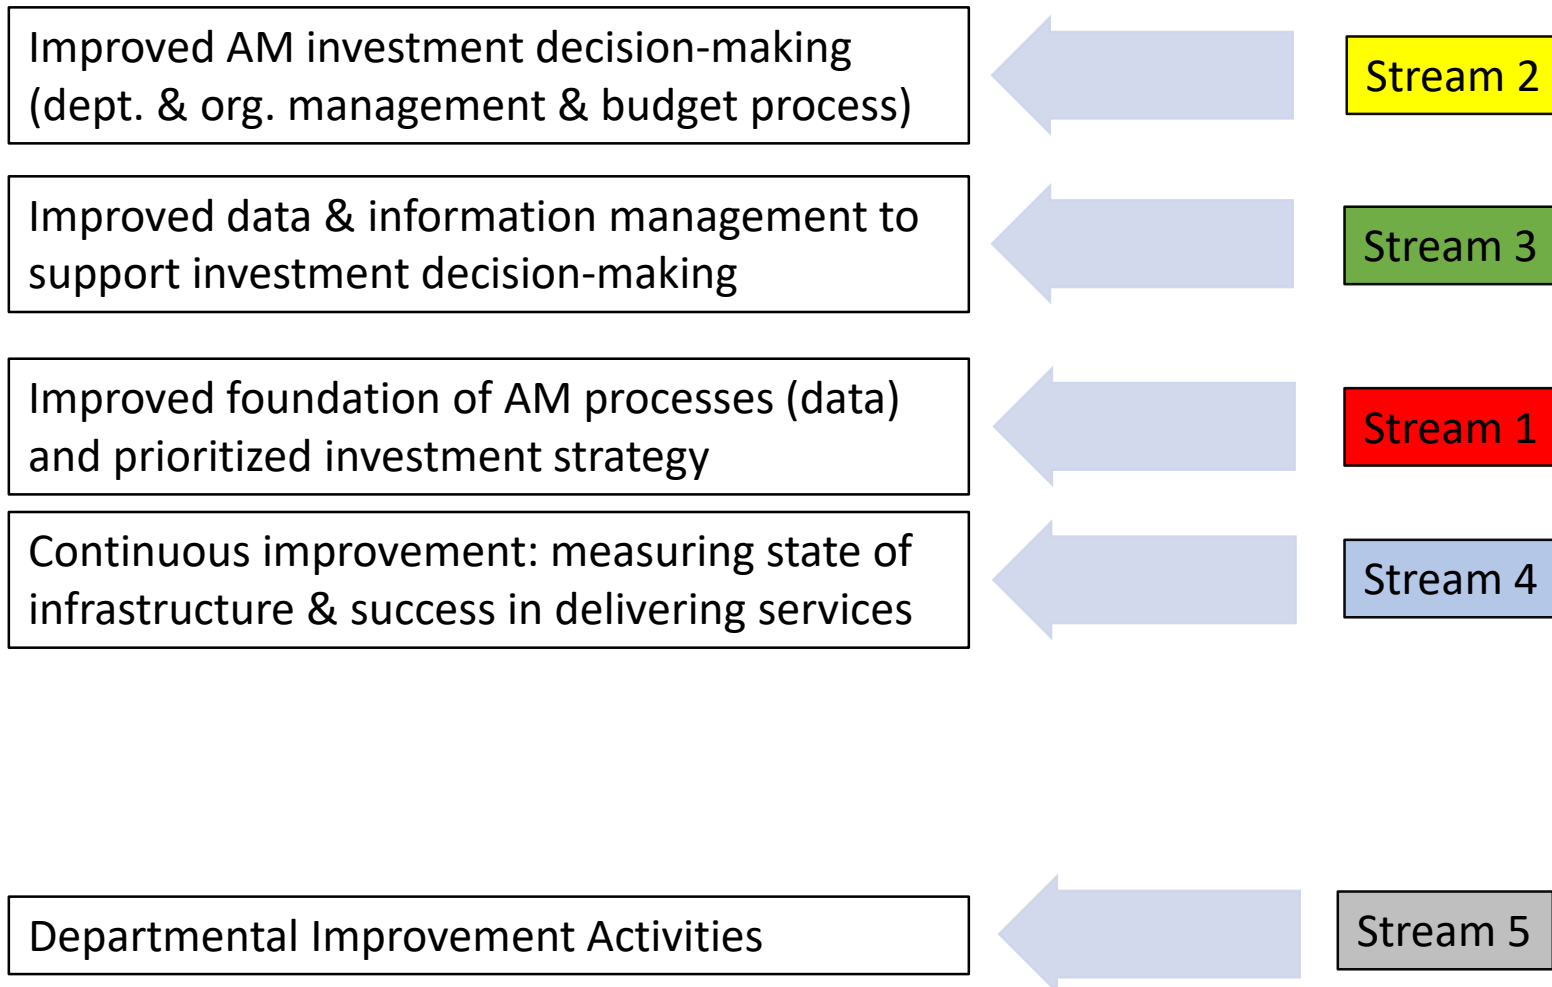 Improved AM investment decision-making
(dept. & org. management & budget process)
Stream 2
Improved data & information management to
support investment decision-making
Stream 3
Improved foundation of AM processes (data)
and prioritized investment strategy
Stream 1
Continuous improvement: measuring state of
infrastructure & success in delivering services
Stream 4
Departmental Improvement Activities
Stream 5